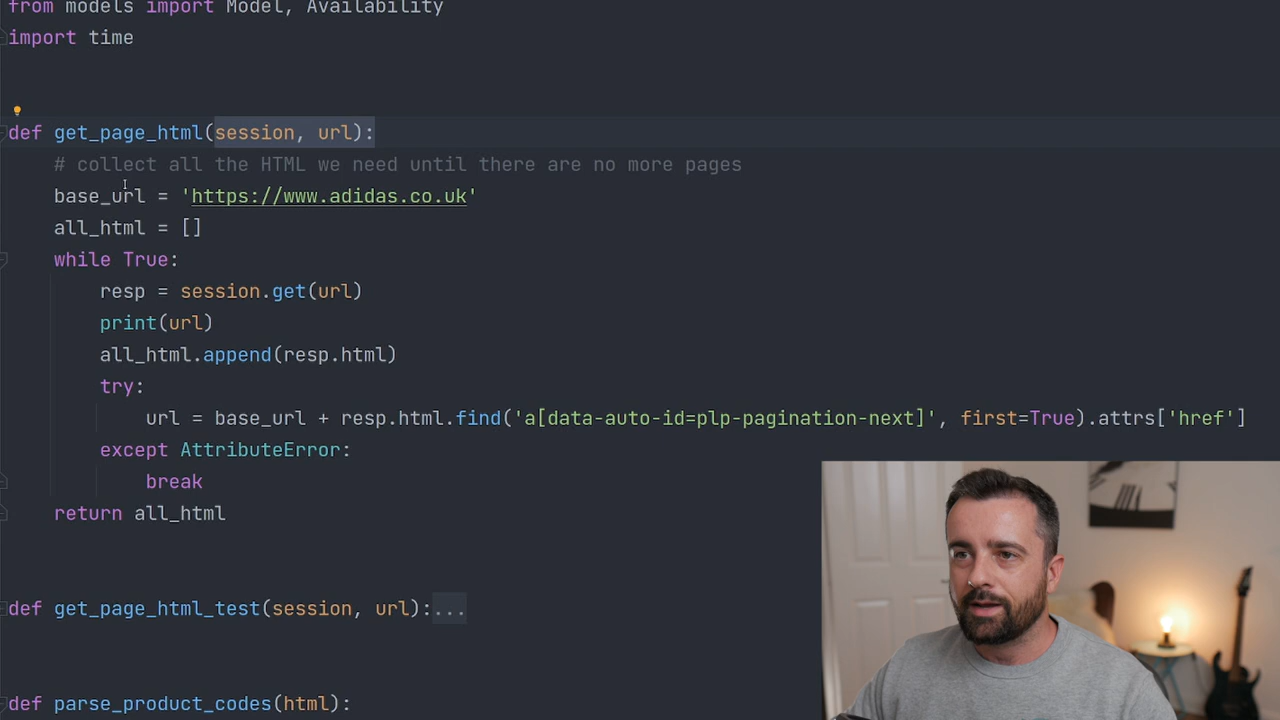 from models import Model, Availability
import time
def get_page_html(session, url):
# collect all the HTML we need until there are no more pages
base_url = 'https://www.adidas.co.uk'
all_html = []
while True:
resp = session.get(url)
print(url)
all_html.append(resp.html)
try:
url = base_url + resp.html.find('a[data-auto-id=plp-pagination-next]', first=True).attrs['href']
except AttributeError:
break
return all_html
def get_page_html_test(session, url):...
def parse_product_codes(html):